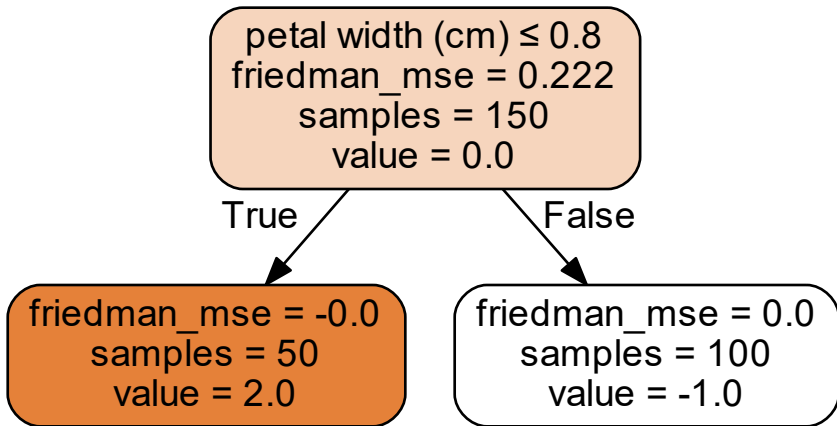 petal width (cm) ≤ 0.8
friedman_mse = 0.222
samples = 150
value = 0.0
True
False
friedman_mse = -0.0
samples = 50
value = 2.0
friedman_mse = 0.0
samples = 100
value = -1.0